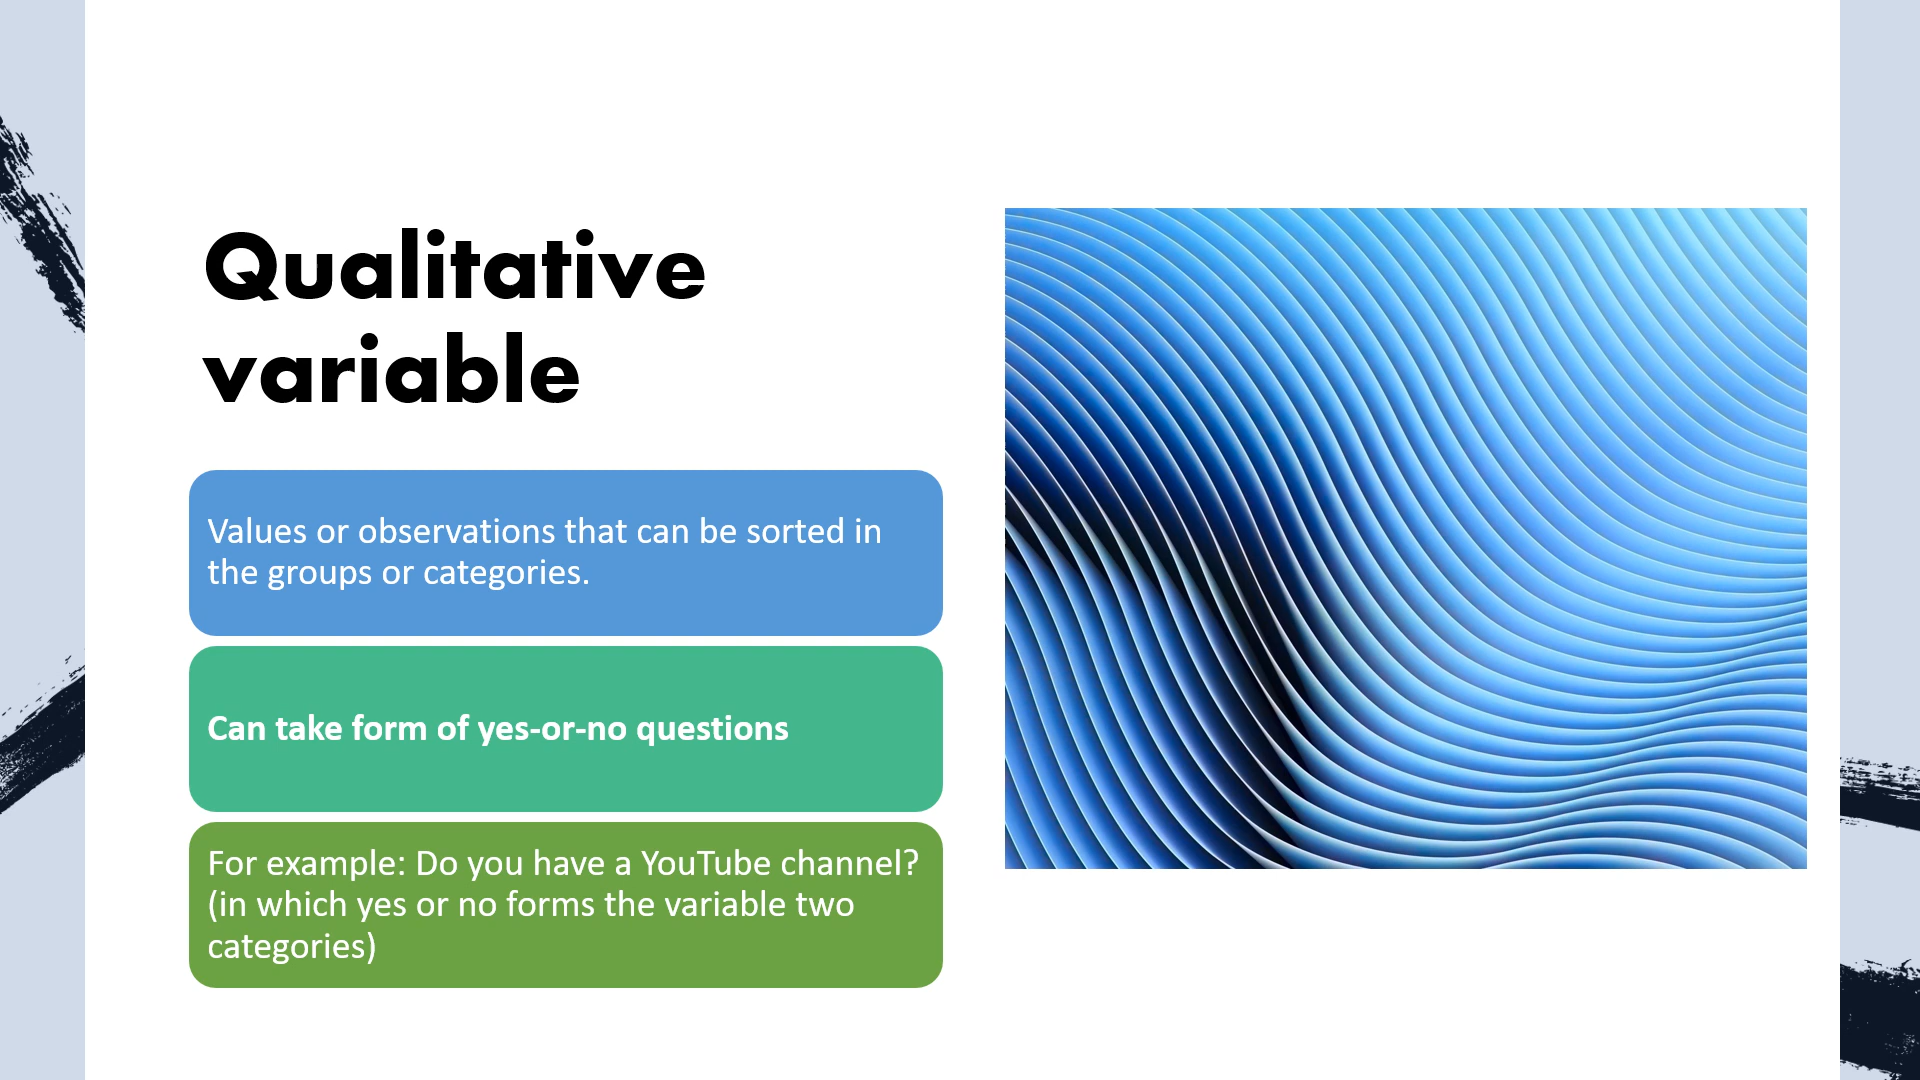 Qualitative
variable
Values or observations that can be sorted in
the groups or categories.
Can take form of yes-or-no questions
For example: Do you have a YouTube channel?
(in which yes or no forms the variable two
categories)